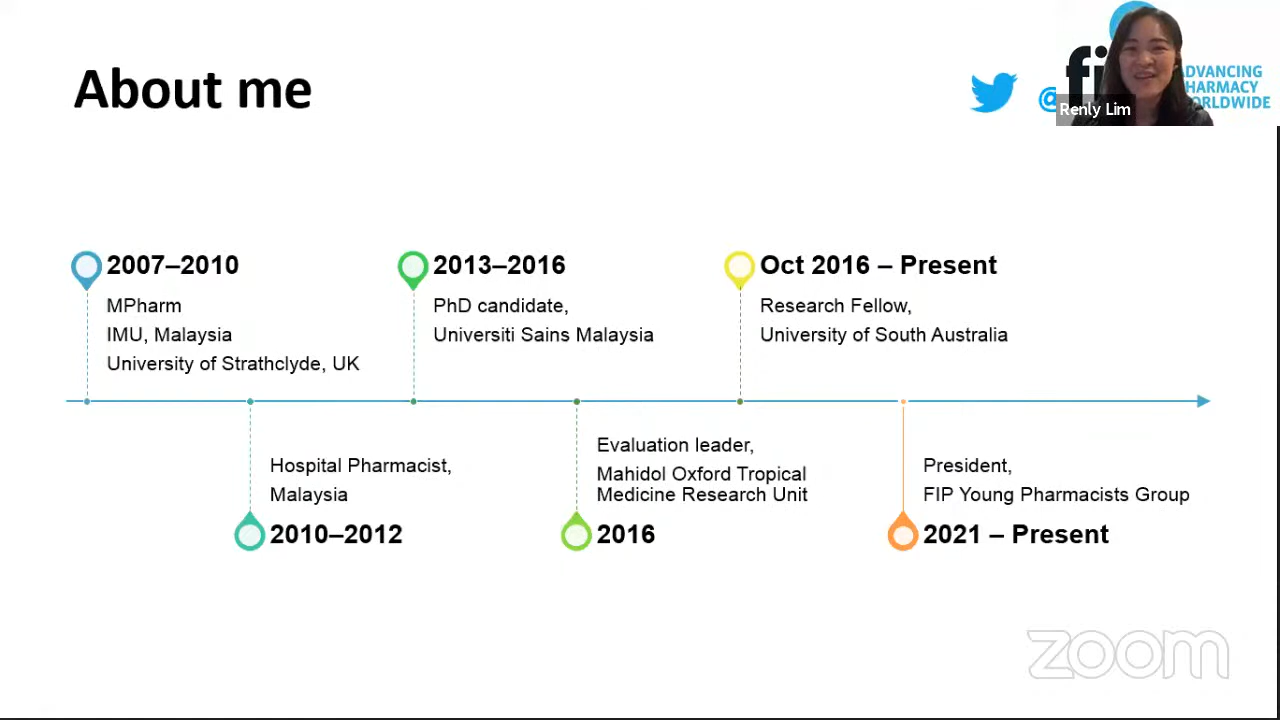 About me
@
fi
DVANCING
HARMACY
ORLDWIDE
Renly Lim
2007–2010
MPharm
IMU, Malaysia
University of Strathclyde, UK
2013–2016
PhD candidate,
Universiti Sains Malaysia
Oct 2016 – Present
Research Fellow,
University of South Australia
Hospital Pharmacist,
Malaysia
2010–2012
Evaluation leader,
Mahidol Oxford Tropical
Medicine Research Unit
2016
President,
FIP Young Pharmacists Group
2021 – Present
zoom